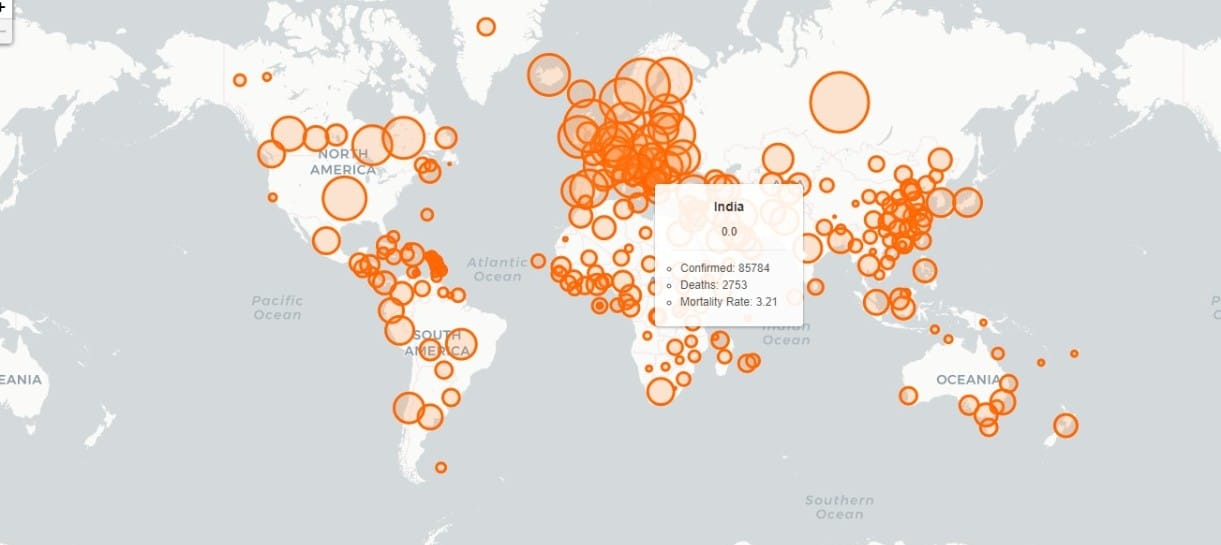 +
−
NORTH
AMERICA
Atlantic
Ocean
Pacific
Ocean
SOUTH
AMERICA
India
0.0
Confirmed: 85784
Deaths: 2753
Mortality Rate: 3.21
Indian
Ocean
EANIA
OCEANIA
P
O
Southern
Ocean